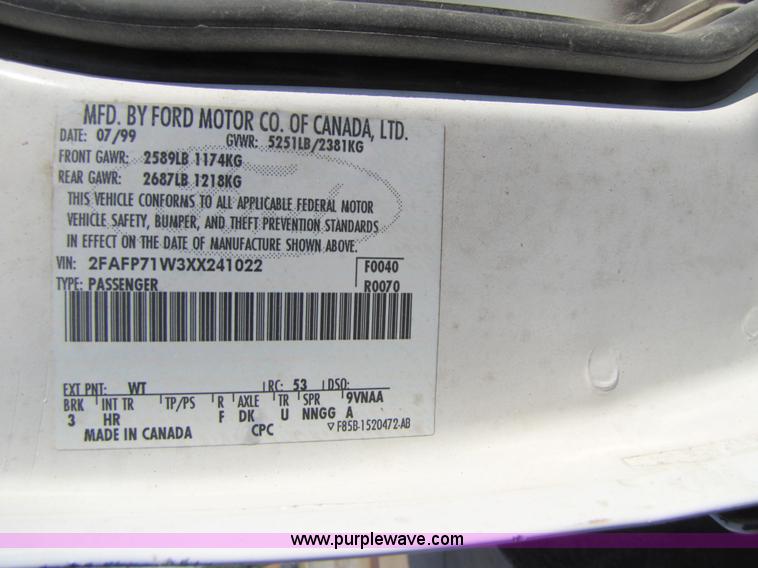 MFD. BY FORD MOTOR CO. OF CANADA, LTD.
DATE: 07/99 GVWR: 5251LB/2381KG
FRONT GAWR: 2589LB 1174KG
REAR GAWR: 2687LB 1218KG
THIS VEHICLE CONFORMS TO ALL APPLICABLE FEDERAL MOTOR
VEHICLE SAFETY, BUMPER, AND THEFT PREVENTION STANDARDS
IN EFFECT ON THE DATE OF MANUFACTURE SHOWN ABOVE.
VIN: 2FAFP71W3XX241022 F0040
TYPE: PASSENGER R0070
EXT PNT: WT RC: 53 DSO:
BRK INT TR TP/PS R AXLE TR SPR 9VNAA
3 HR F DK U NNGG A
MADE IN CANADA CPC ▽F85B-1520472-AB
www.purplewave.com